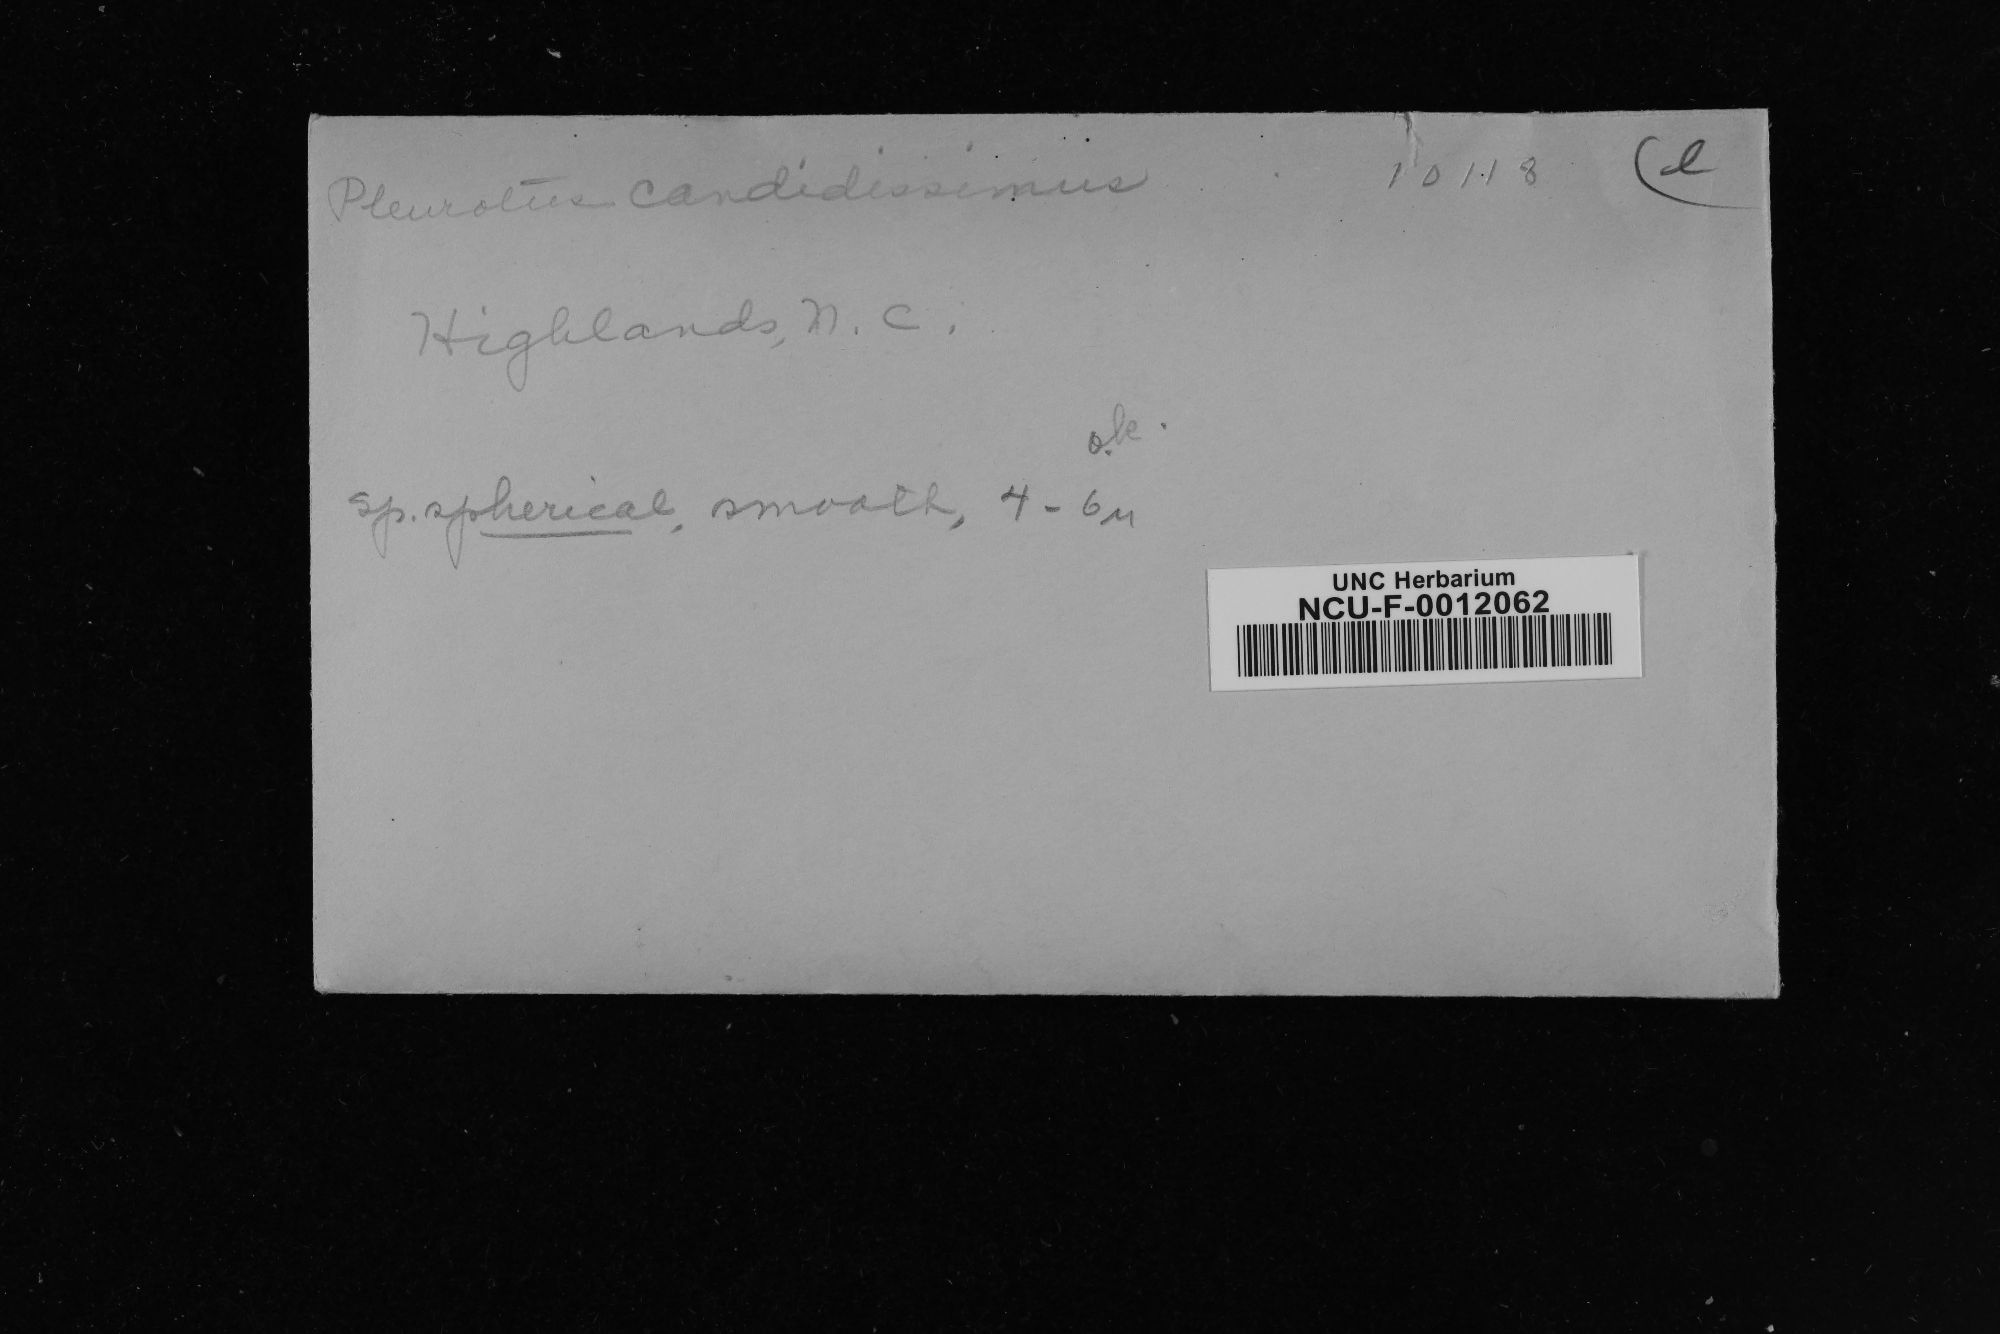 Pleurotus candidissimus 10118
Highlands, N. C.
o.k.
sp. spherical, smooth, 4-6µ
UNC Herbarium
NCU-F-0012062